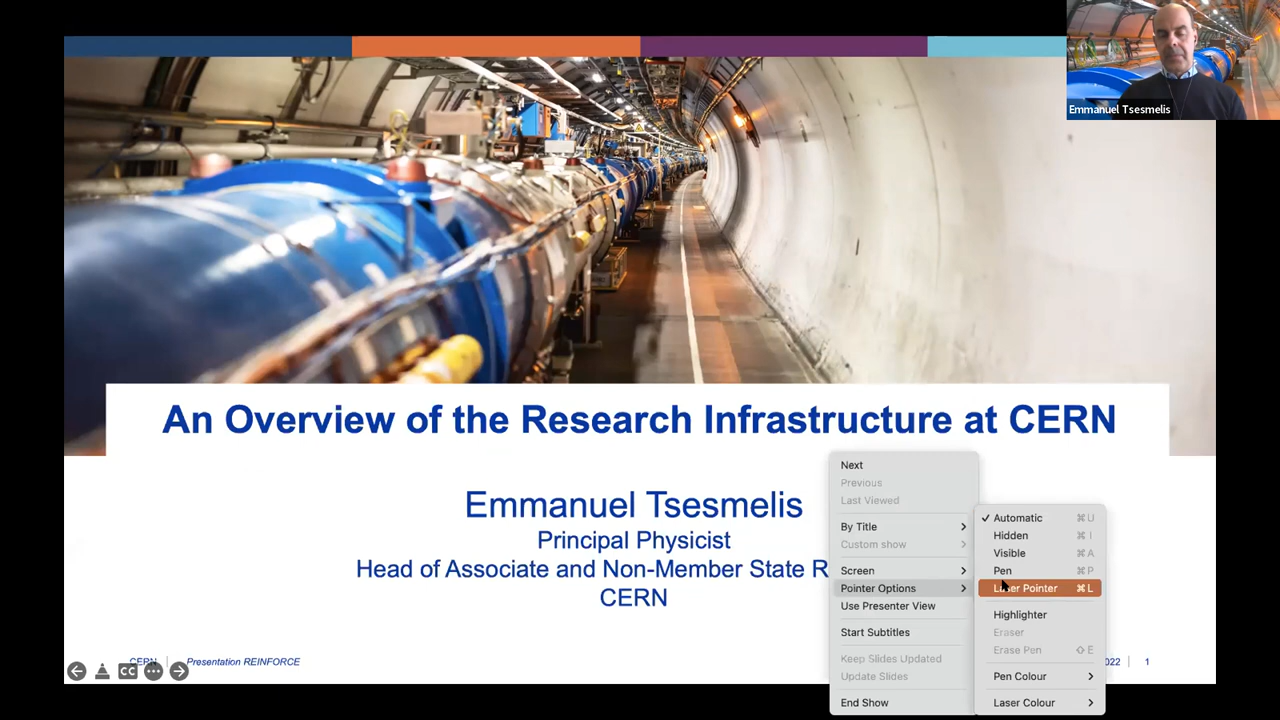 Emmanuel Tsesmelis
An Overview of the Research Infrastructure at CERN
Emmanuel Tsesmelis
Principal Physicist
Head of Associate and Non-Member State R
CERN
Next
Previous
Last Viewed
By Title
Custom show
Screen
Pointer Options
Use Presenter View
Start Subtitles
Keep Slides Updated
Update Slides
End Show
Automatic ⌘U
Hidden ⌘I
Visible ⌘A
Pen ⌘P
Laser Pointer ⌘L
Highlighter
Eraser
Erase Pen ⇧E
Pen Colour
Laser Colour
CERN Presentation REINFORCE 022 1
CC